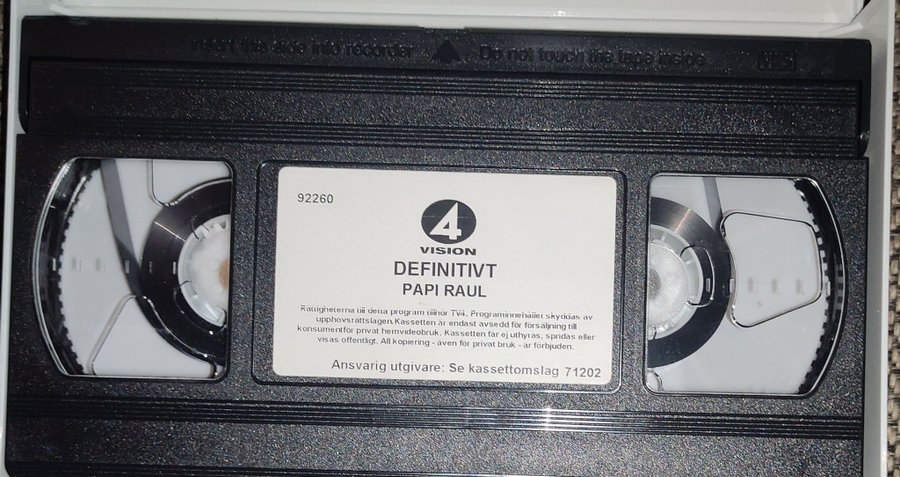 Insert this side into recorder Do not touch the tape inside VHS
92260
4
VISION
DEFINITIVT
PAPI RAUL
Rättigheterna till detta program tillhör TV4. Programinnehållet skyddas av
upphovsrättslagen.Kassetten är endast avsedd för försäljning till
konsumentför privat hemvideobruk. Kassetten får ej uthyras, spridas eller
visas offentligt. All kopiering - även för privat bruk - är förbjuden.
Ansvarig utgivare: Se kassettomslag 71202